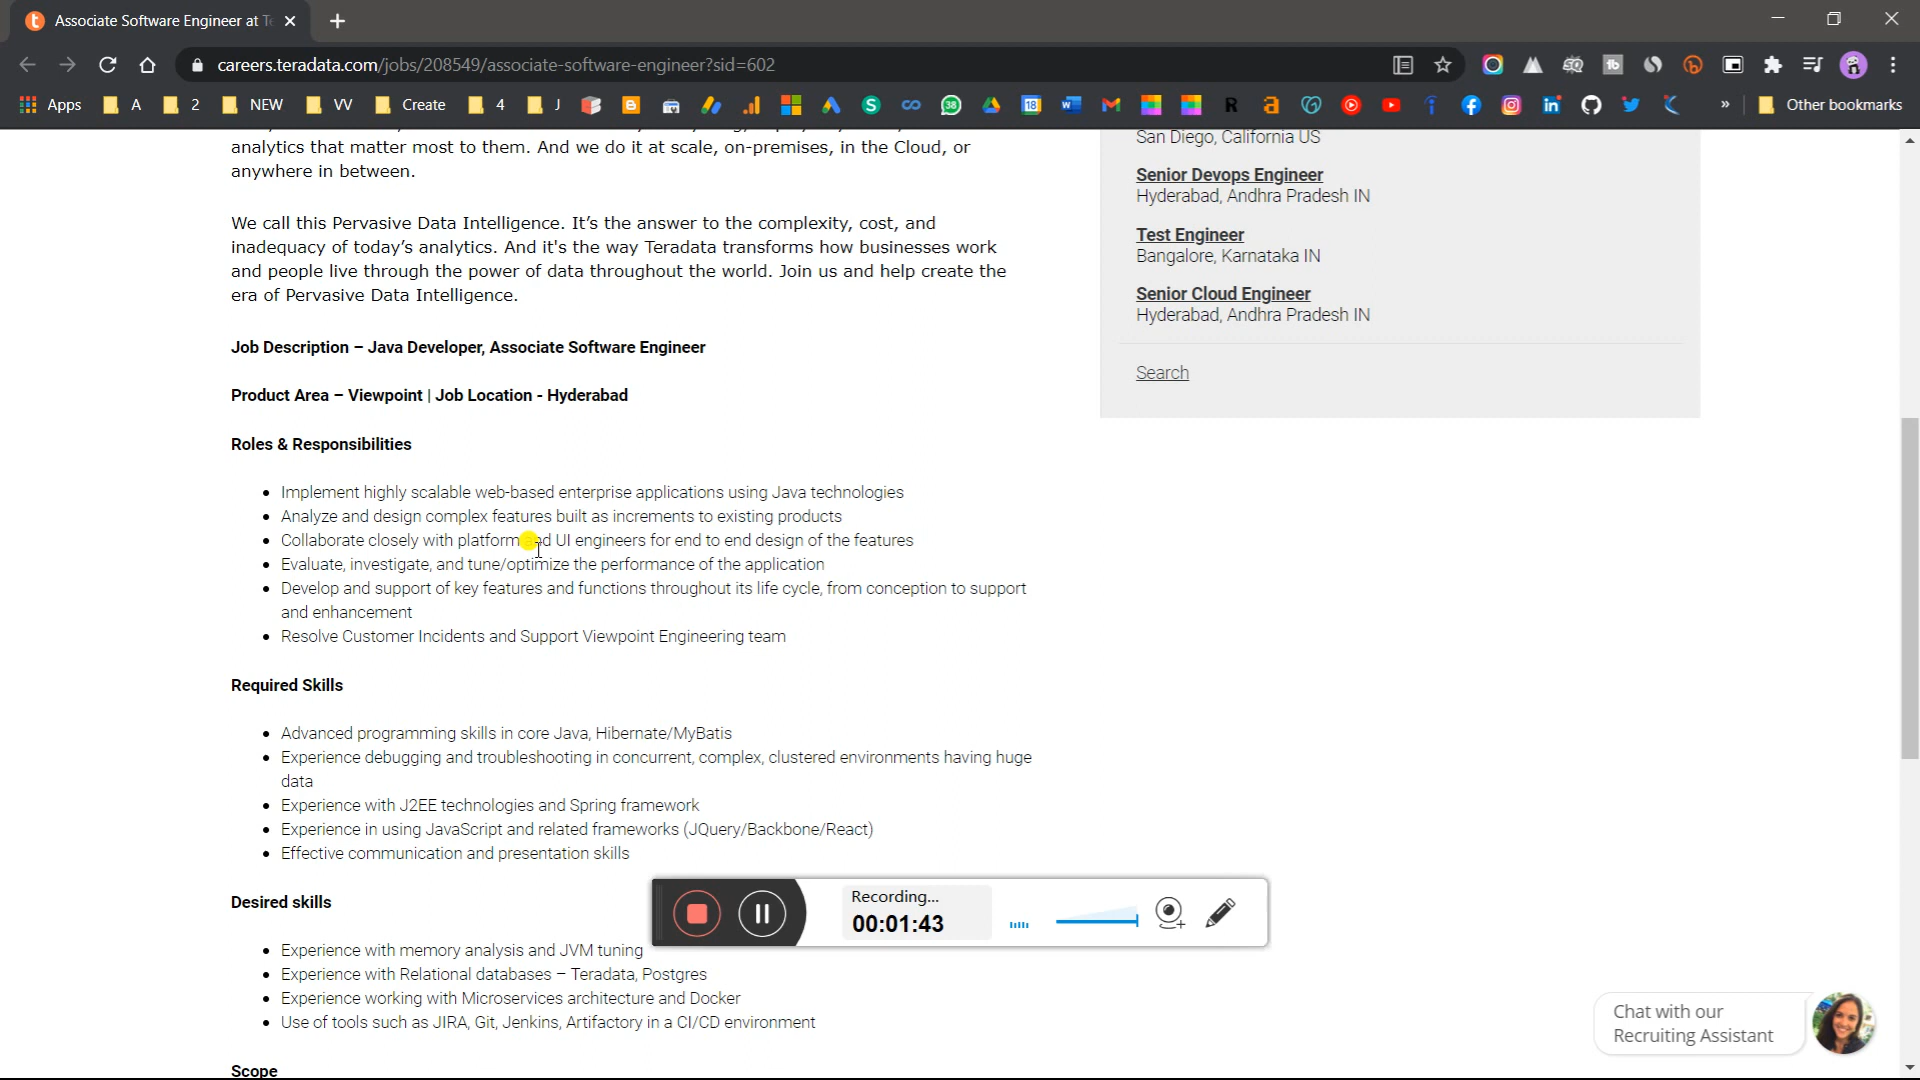 Associate Software Engineer at Te
careers.teradata.com/jobs/208549/associate-software-engineer?sid=602
Apps A 2 NEW VV Create 4 J Other bookmarks
analytics that matter most to them. And we do it at scale, on-premises, in the Cloud, or
anywhere in between.
We call this Pervasive Data Intelligence. It’s the answer to the complexity, cost, and
inadequacy of today’s analytics. And it's the way Teradata transforms how businesses work
and people live through the power of data throughout the world. Join us and help create the
era of Pervasive Data Intelligence.
Job Description – Java Developer, Associate Software Engineer
Product Area – Viewpoint | Job Location - Hyderabad
Roles & Responsibilities
Implement highly scalable web-based enterprise applications using Java technologies
Analyze and design complex features built as increments to existing products
Collaborate closely with platform and UI engineers for end to end design of the features
Evaluate, investigate, and tune/optimize the performance of the application
Develop and support of key features and functions throughout its life cycle, from conception to support
and enhancement
Resolve Customer Incidents and Support Viewpoint Engineering team
Required Skills
Advanced programming skills in core Java, Hibernate/MyBatis
Experience debugging and troubleshooting in concurrent, complex, clustered environments having huge
data
Experience with J2EE technologies and Spring framework
Experience in using JavaScript and related frameworks (JQuery/Backbone/React)
Effective communication and presentation skills
Desired skills
Experience with memory analysis and JVM tuning
Experience with Relational databases – Teradata, Postgres
Experience working with Microservices architecture and Docker
Use of tools such as JIRA, Git, Jenkins, Artifactory in a CI/CD environment
Scope
San Diego, California US
Senior Devops Engineer
Hyderabad, Andhra Pradesh IN
Test Engineer
Bangalore, Karnataka IN
Senior Cloud Engineer
Hyderabad, Andhra Pradesh IN
Search
Recording...
00:01:43
Chat with our
Recruiting Assistant